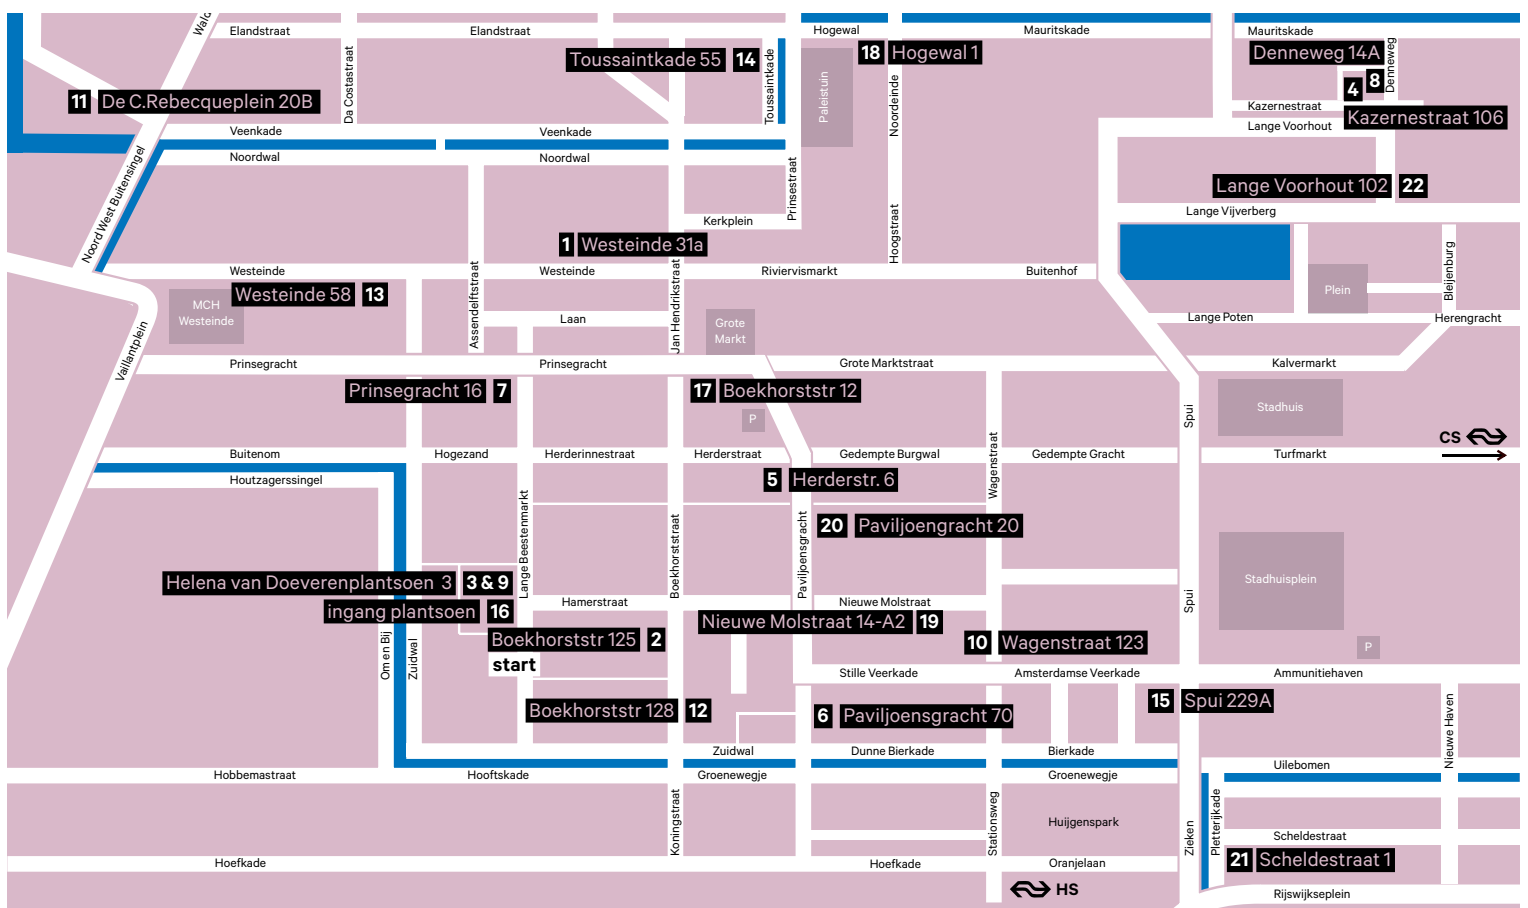 Wald
Elandstraat
Elandstraat
Hogewal
Mauritskade
Mauritskade
Toussaintkade 55 14
18 Hogewal 1
Denneweg 14A
8
4
Denneweg
Da Costastraat
Toussaintkade
Paleistuin
Noordeinde
11 De C.Rebecqueplein 20B
Kazernestraat
Kazernestraat 106
Veenkade
Veenkade
Lange Voorhout
Noordwal
Noordwal
Noord West Buitensingel
Prinsestraat
Lange Voorhout 102 22
Kerkplein
Hoogstraat
Lange Vijverberg
1 Westeinde 31a
Westeinde
Westeinde
Riviervismarkt
Buitenhof
Bleijenburg
Westeinde 58 13
MCH
Westeinde
Assendelftstraat
Jan Hendrikstraat
Plein
Laan
Grote
Markt
Lange Poten
Herengracht
Vaillantplein
Prinsegracht
Prinsegracht
Grote Marktstraat
Kalvermarkt
Prinsegracht 16 7
17 Boekhorststr 12
P
Spui
Stadhuis
CS
Buitenom
Hogezand
Herderinnestraat
Herderstraat
Gedempte Burgwal
Gedempte Gracht
Turfmarkt
Wagenstraat
Houtzagerssingel
5 Herderstr. 6
Lange Beestenmarkt
Boekhorststraat
Paviljoensgracht
20 Paviljoengracht 20
Helena van Doeverenplantsoen 3 3 & 9
Stadhuisplein
ingang plantsoen 16
Hamerstraat
Nieuwe Molstraat
Spui
Nieuwe Molstraat 14-A2 19
Boekhorststr 125 2
start
10 Wagenstraat 123
P
Om en Bij
Zuidwal
Stille Veerkade
Amsterdamse Veerkade
Ammunitiehaven
Boekhorststr 128 12
6 Paviljoensgracht 70
15 Spui 229A
Nieuwe Haven
Zuidwal
Dunne Bierkade
Bierkade
Uilebomen
Hobbemastraat
Hooftskade
Groenewegje
Groenewegje
Koningstraat
Stationsweg
Huijgenspark
Zieken
Pletterijkade
Scheldestraat
Hoefkade
Hoefkade
Oranjelaan
21 Scheldestraat 1
HS
Rijswijkseplein